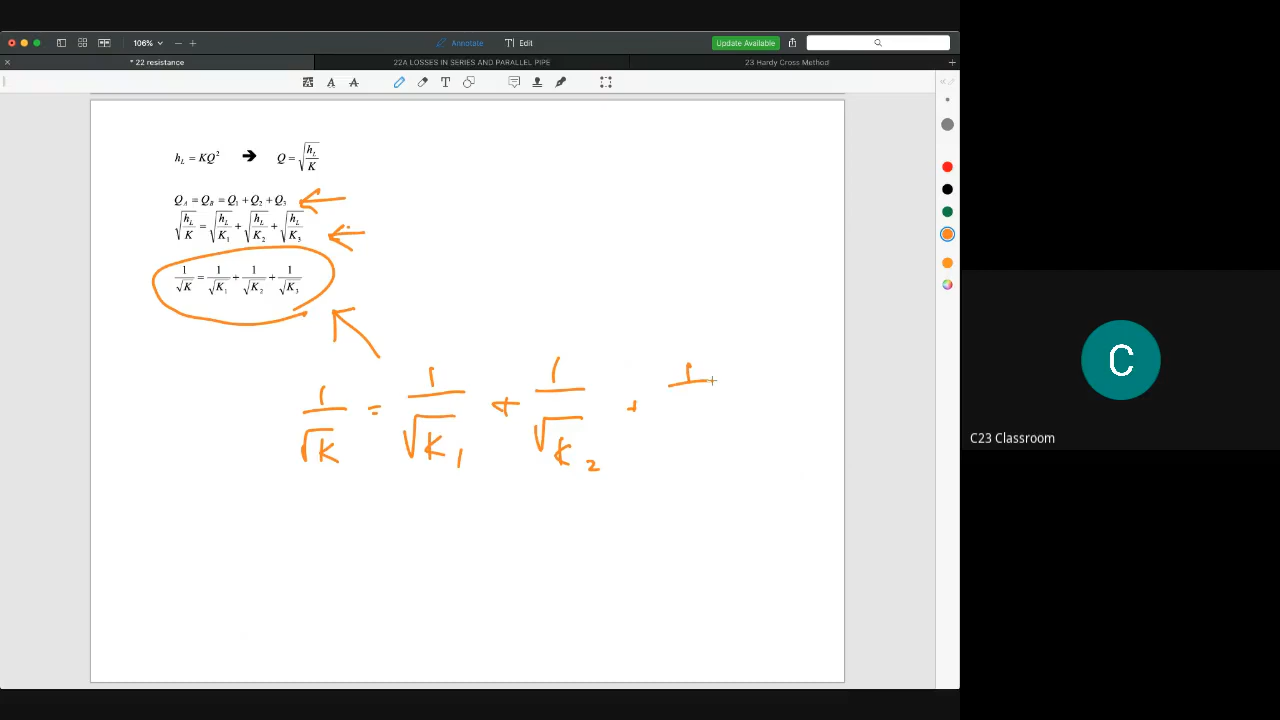 106%
Annotate
T Edit
Update Available
* 22 resistance
22A LOSSES IN SERIES AND PARALLEL PIPE
23 Hardy Cross Method
A A A T
h_L = KQ² ➔ Q = √(h_L/K)
Q_A = Q_B = Q_1 + Q_2 + Q_3
√(h_L/K) = √(h_L/K_1) + √(h_L/K_2) + √(h_L/K_3)
1/√K = 1/√K_1 + 1/√K_2 + 1/√K_3
1/√K = 1/√K_1 + 1/√K_2 + 1/
C
C23 Classroom